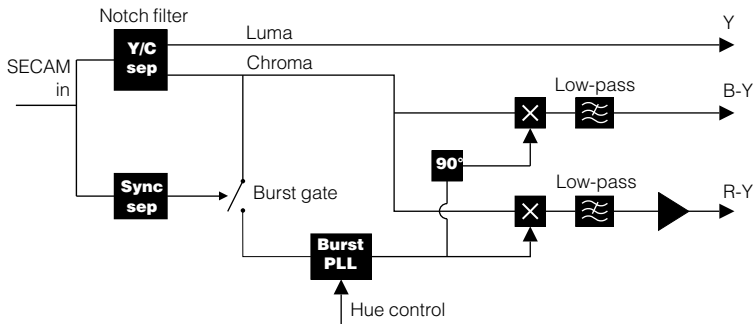 Notch filter
Y/C
sep
Luma
Y
SECAM
in
Chroma
Low-pass
B-Y
×
90°
Sync
sep
Burst gate
Low-pass
R-Y
×
Burst
PLL
Hue control